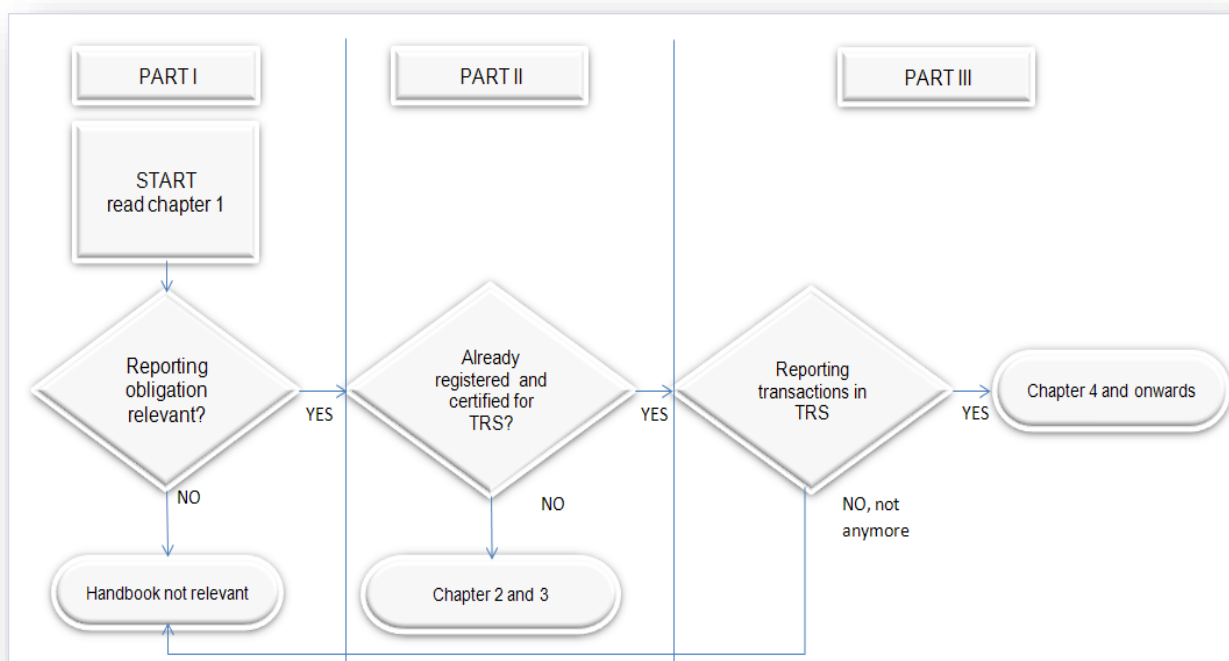 PART I
PART II
PART III
START
read chapter 1
Reporting
obligation
relevant?
YES
NO
Handbook not relevant
Already
registered and
certified for
TRS?
YES
NO
Chapter 2 and 3
Reporting
transactions in
TRS
YES
NO, not
anymore
Chapter 4 and onwards